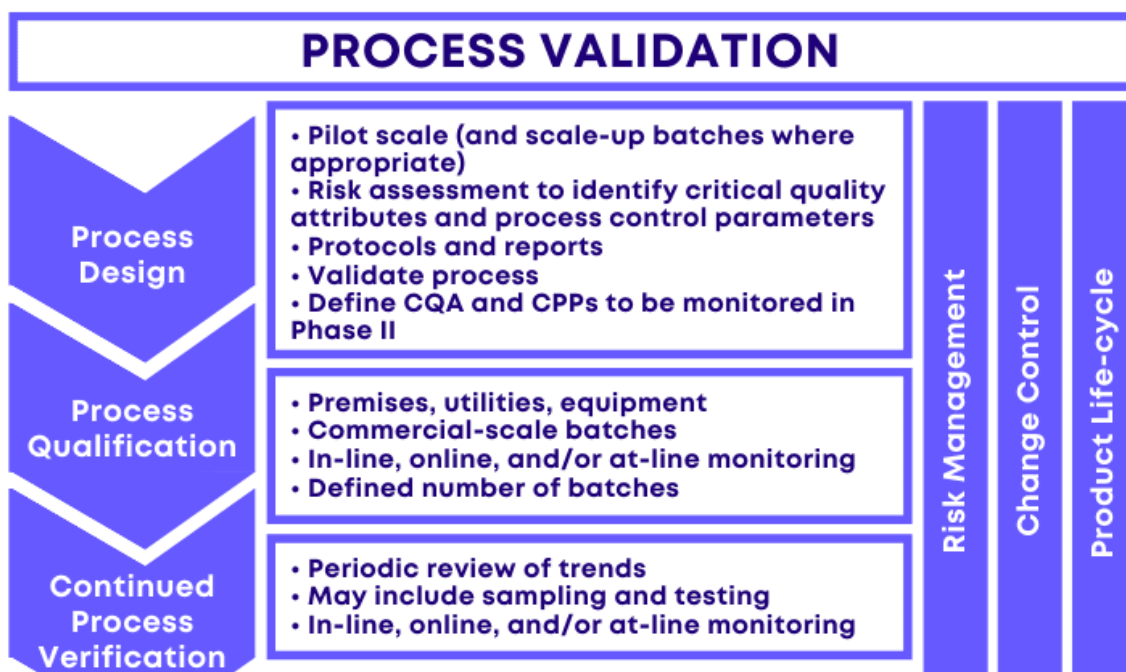 PROCESS VALIDATION
Process
Design
• Pilot scale (and scale-up batches where
appropriate)
• Risk assessment to identify critical quality
attributes and process control parameters
• Protocols and reports
• Validate process
• Define CQA and CPPs to be monitored in
Phase II
Process
Qualification
• Premises, utilities, equipment
• Commercial-scale batches
• In-line, online, and/or at-line monitoring
• Defined number of batches
Continued
Process
Verification
• Periodic review of trends
• May include sampling and testing
• In-line, online, and/or at-line monitoring
Risk Management
Change Control
Product Life-cycle